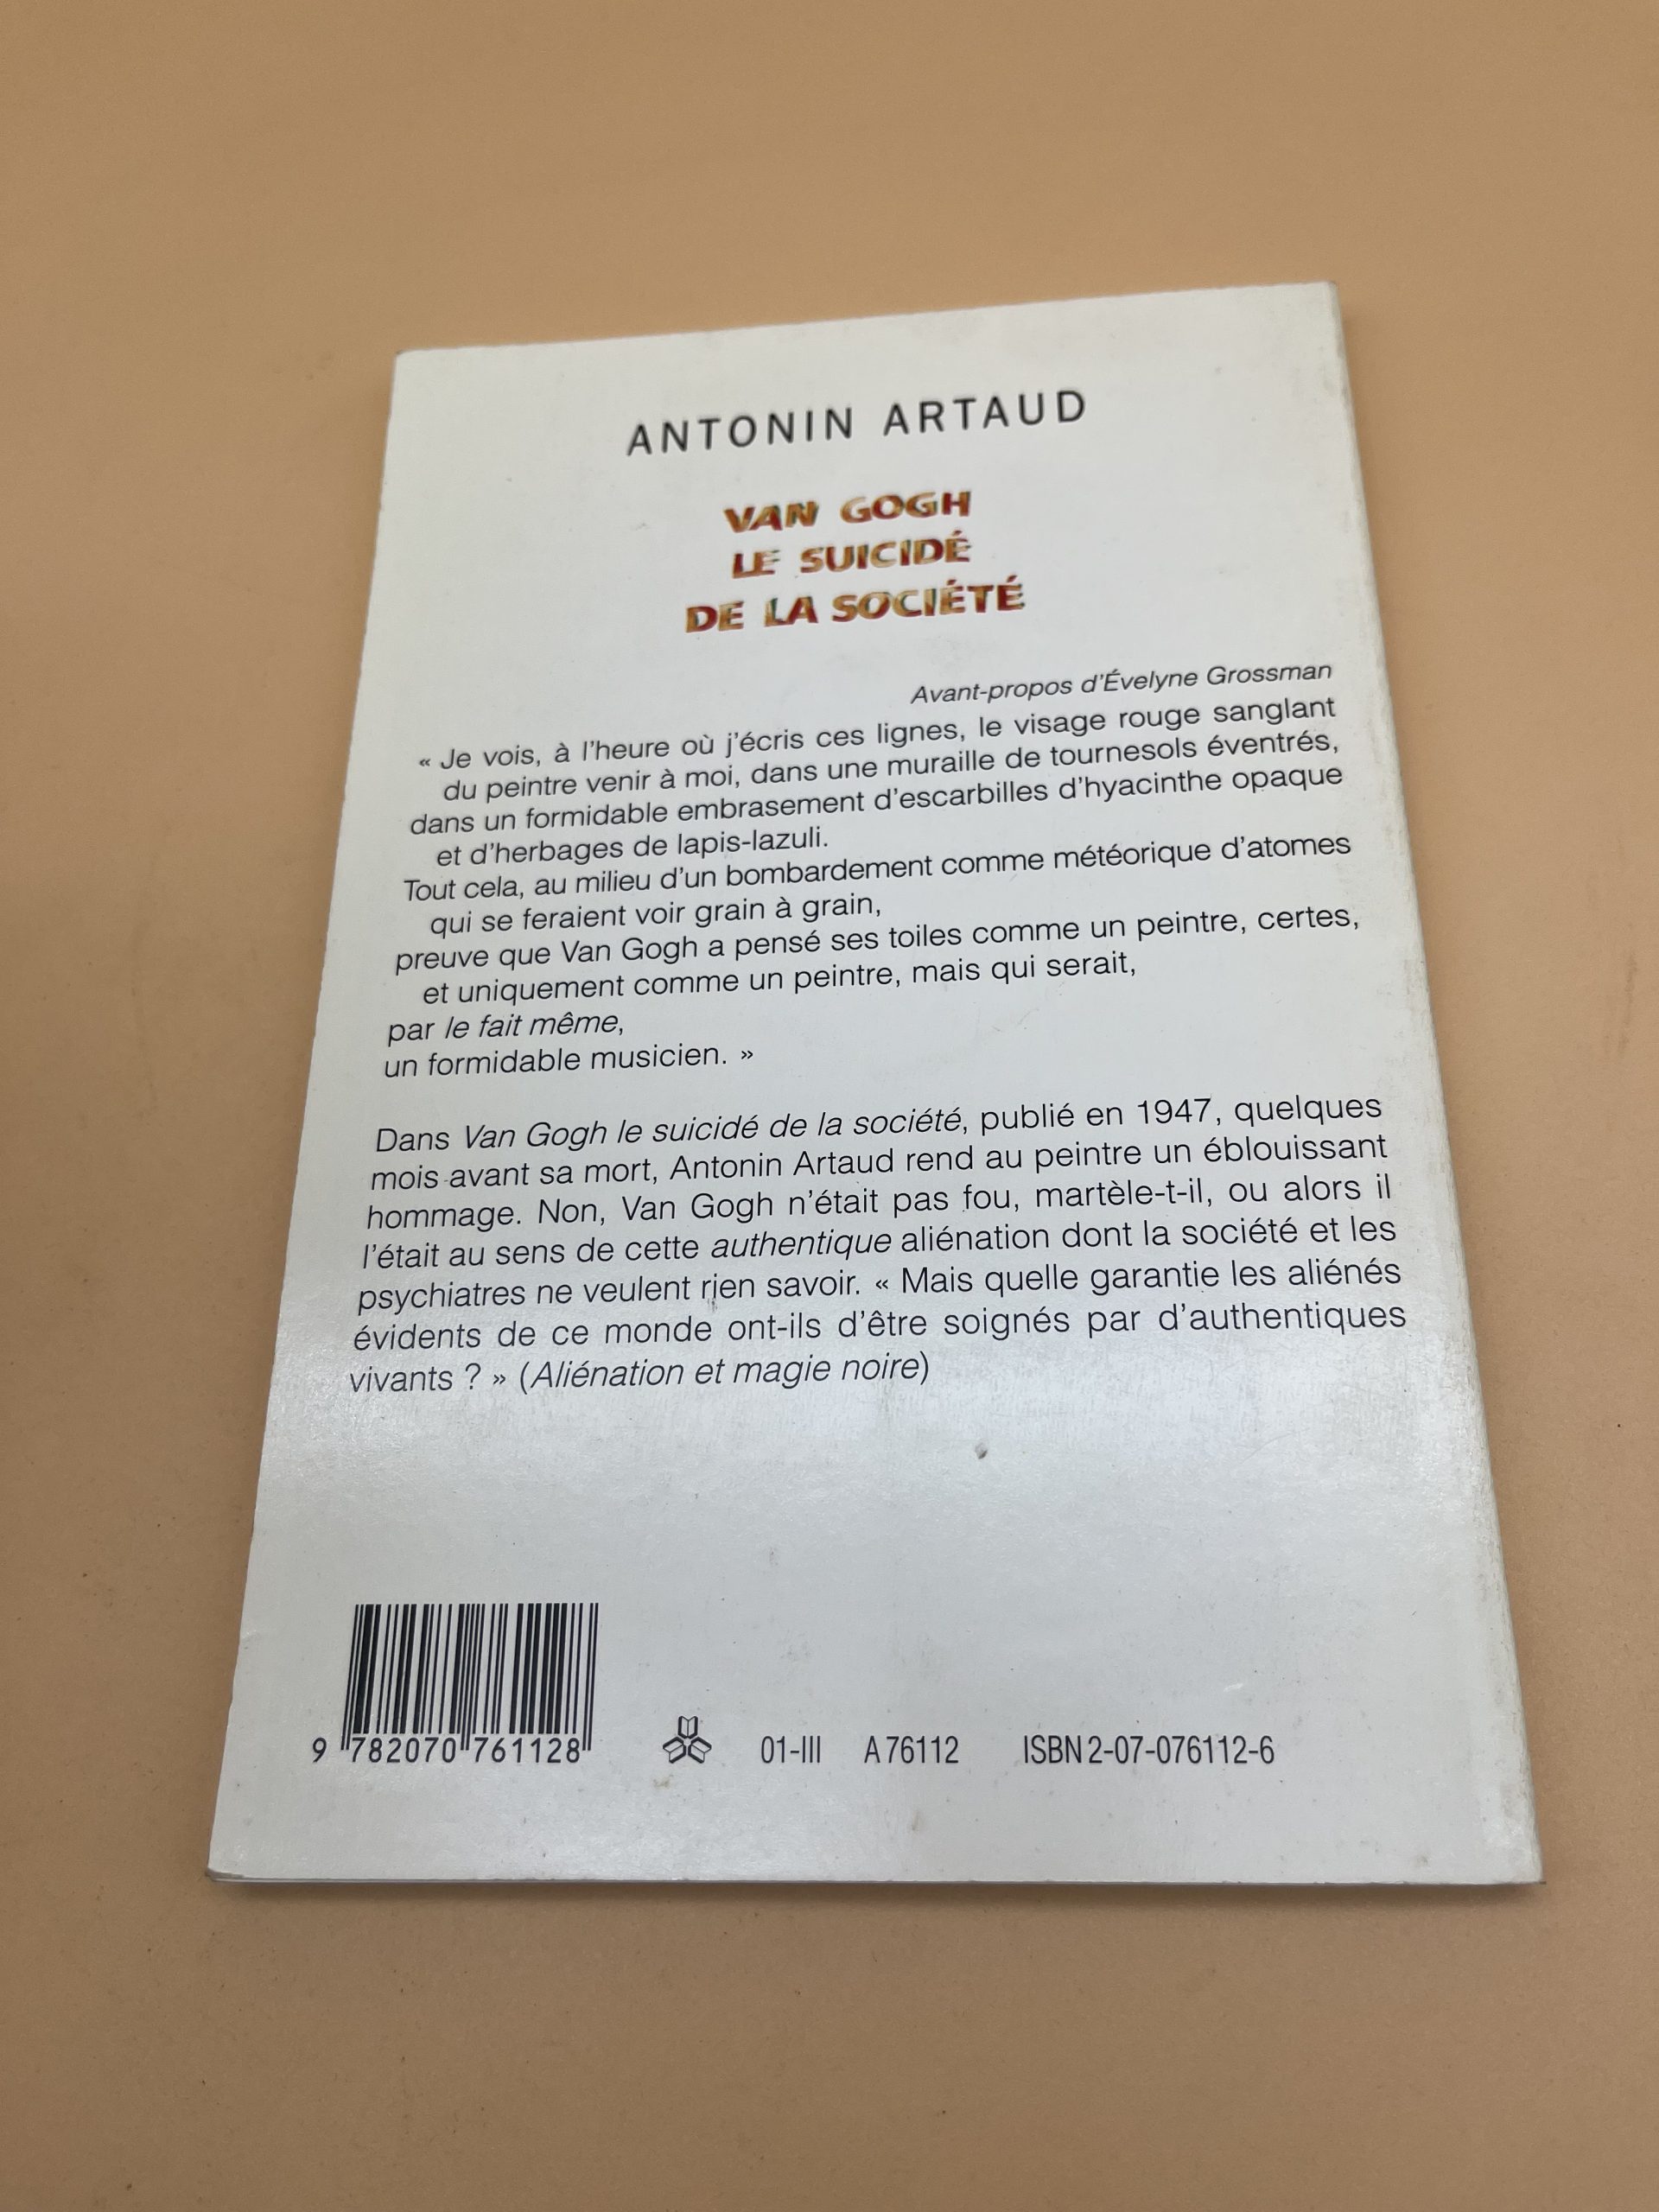 ANTONIN ARTAUD
VAN GOGH
LE SUICIDÉ
DE LA SOCIÉTÉ
Avant-propos d'Évelyne Grossman
« Je vois, à l'heure où j'écris ces lignes, le visage rouge sanglant
du peintre venir à moi, dans une muraille de tournesols éventrés,
dans un formidable embrasement d'escarbilles d'hyacinthe opaque
et d'herbages de lapis-lazuli.
Tout cela, au milieu d'un bombardement comme météorique d'atomes
qui se feraient voir grain à grain,
preuve que Van Gogh a pensé ses toiles comme un peintre, certes,
et uniquement comme un peintre, mais qui serait,
par le fait même,
un formidable musicien. »
Dans Van Gogh le suicidé de la société, publié en 1947, quelques
mois avant sa mort, Antonin Artaud rend au peintre un éblouissant
hommage. Non, Van Gogh n'était pas fou, martèle-t-il, ou alors il
l'était au sens de cette authentique aliénation dont la société et les
psychiatres ne veulent rien savoir. « Mais quelle garantie les aliénés
évidents de ce monde ont-ils d'être soignés par d'authentiques
vivants ? » (Aliénation et magie noire)
9 782070 761128 01-III A 76112 ISBN 2-07-076112-6